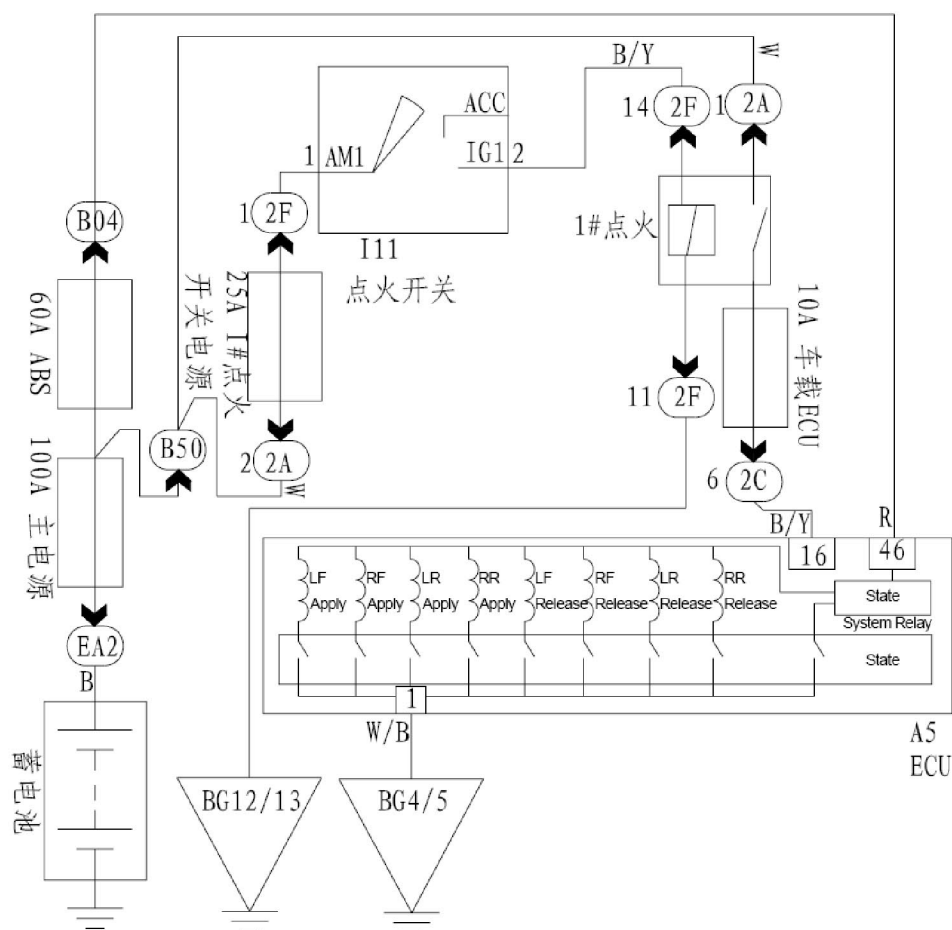 W
B/Y
ACC
14 2F
1 2A
1 AM1
IG1 2
B04
1 2F
1#点火
I11
点火开关
60A ABS
25A I#点火
开关电源
10A 车载ECU
11 2F
B50
2 2A
W
6 2C
100A 主电源
B/Y
R
16
46
LF
Apply
RF
Apply
LR
Apply
RR
Apply
LF
Release
RF
Release
LR
Release
RR
Release
State
System Relay
State
EA2
B
1
W/B
A5
ECU
蓄电池
BG12/13
BG4/5